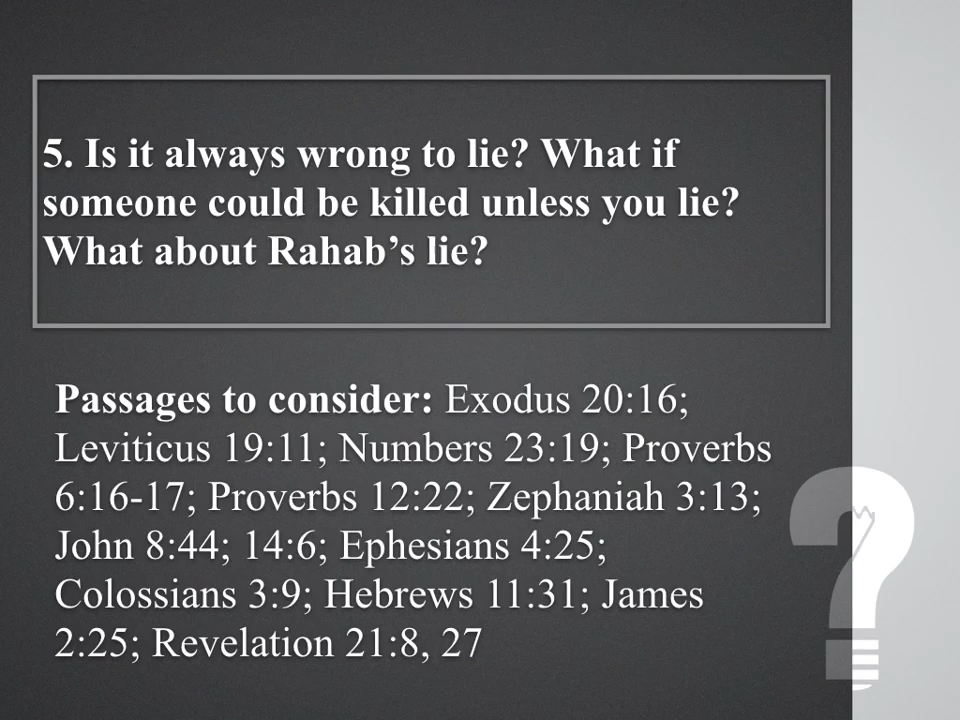 5. Is it always wrong to lie? What if
someone could be killed unless you lie?
What about Rahab’s lie?
Passages to consider: Exodus 20:16;
Leviticus 19:11; Numbers 23:19; Proverbs
6:16-17; Proverbs 12:22; Zephaniah 3:13;
John 8:44; 14:6; Ephesians 4:25;
Colossians 3:9; Hebrews 11:31; James
2:25; Revelation 21:8, 27